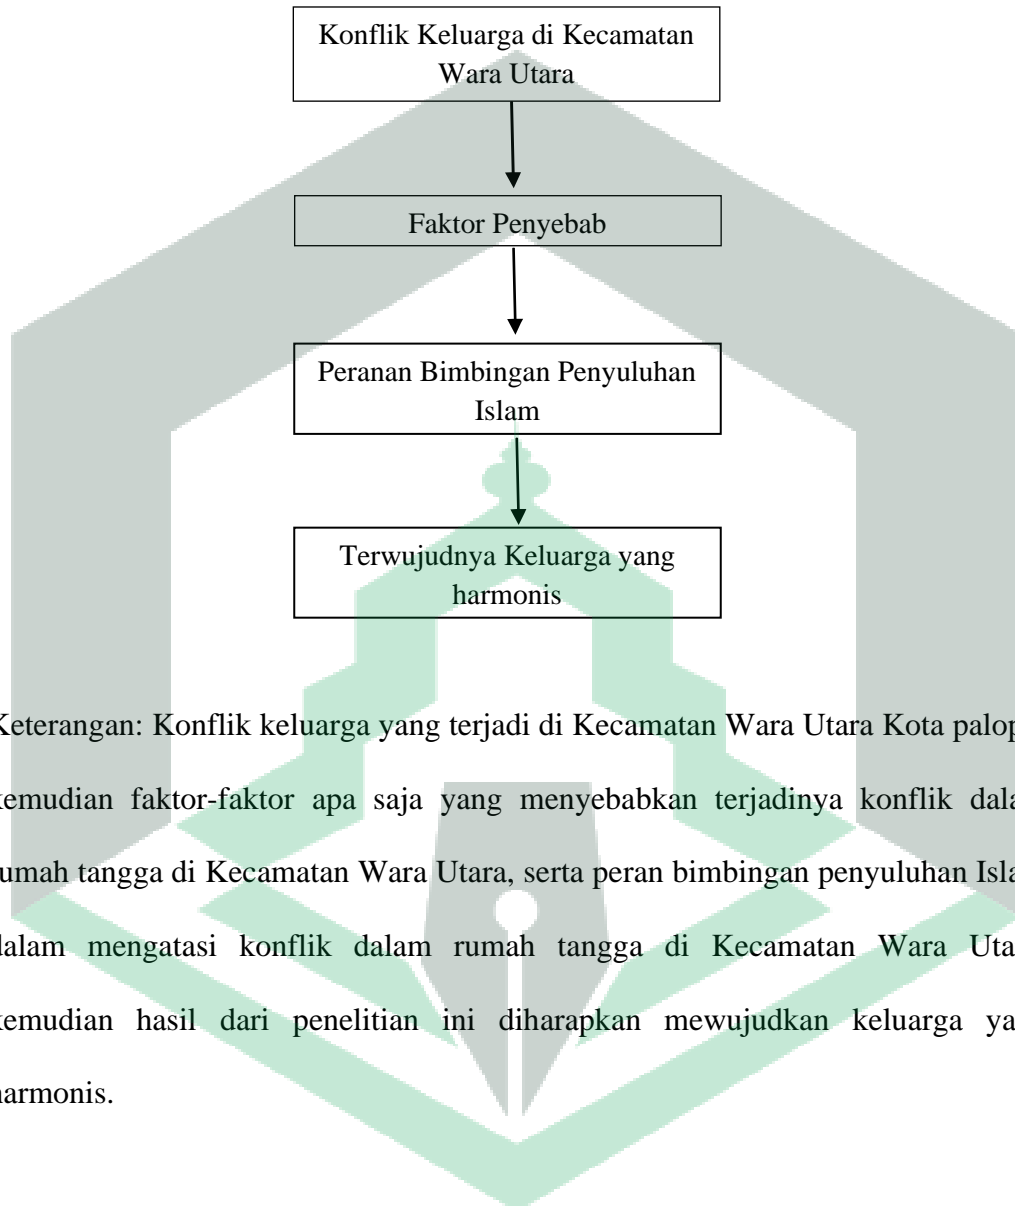 Konflik Keluarga di Kecamatan
Wara Utara
Faktor Penyebab
Peranan Bimbingan Penyuluhan
Islam
Terwujudnya Keluarga yang
harmonis
Keterangan: Konflik keluarga yang terjadi di Kecamatan Wara Utara Kota palop
kemudian faktor-faktor apa saja yang menyebabkan terjadinya konflik dala
rumah tangga di Kecamatan Wara Utara, serta peran bimbingan penyuluhan Isla
dalam mengatasi konflik dalam rumah tangga di Kecamatan Wara Uta
kemudian hasil dari penelitian ini diharapkan mewujudkan keluarga ya
harmonis.